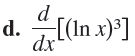 d. d/dx[(ln x)³]